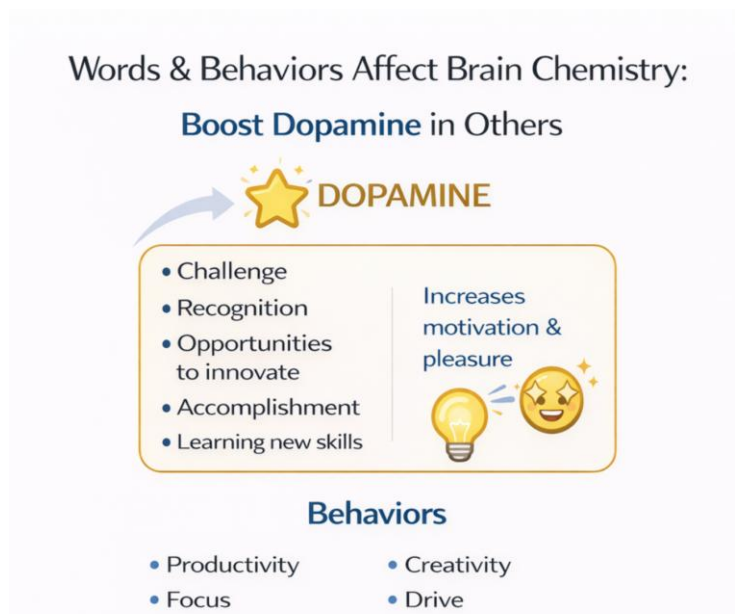 Words & Behaviors Affect Brain Chemistry:
Boost Dopamine in Others
DOPAMINE
• Challenge
• Recognition
• Opportunities
to innovate
• Accomplishment
• Learning new skills
Increases
motivation &
pleasure
Behaviors
• Productivity
• Focus
• Creativity
• Drive